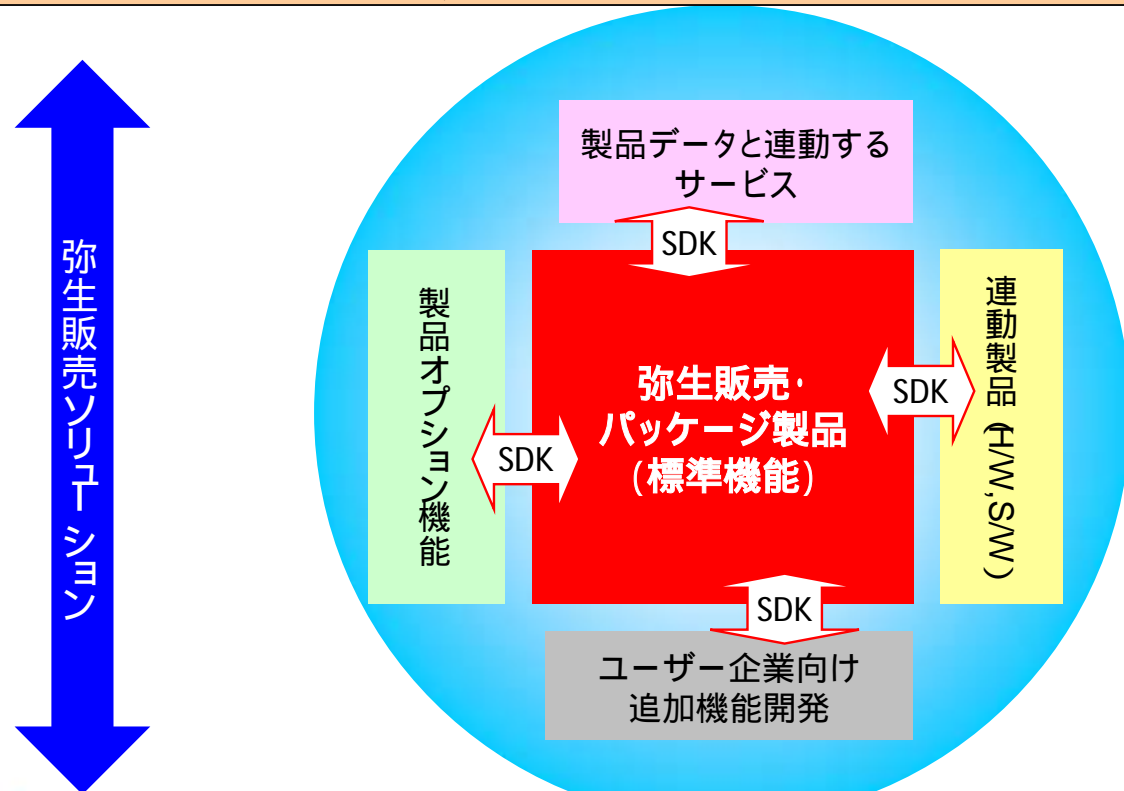 製品データと連動する
サービス
SDK
弥生販売ソリューション
製品オプション機能
SDK
弥生販売・
パッケージ製品
(標準機能)
SDK
連動製品(H/W,S/W)
SDK
ユーザー企業向け
追加機能開発